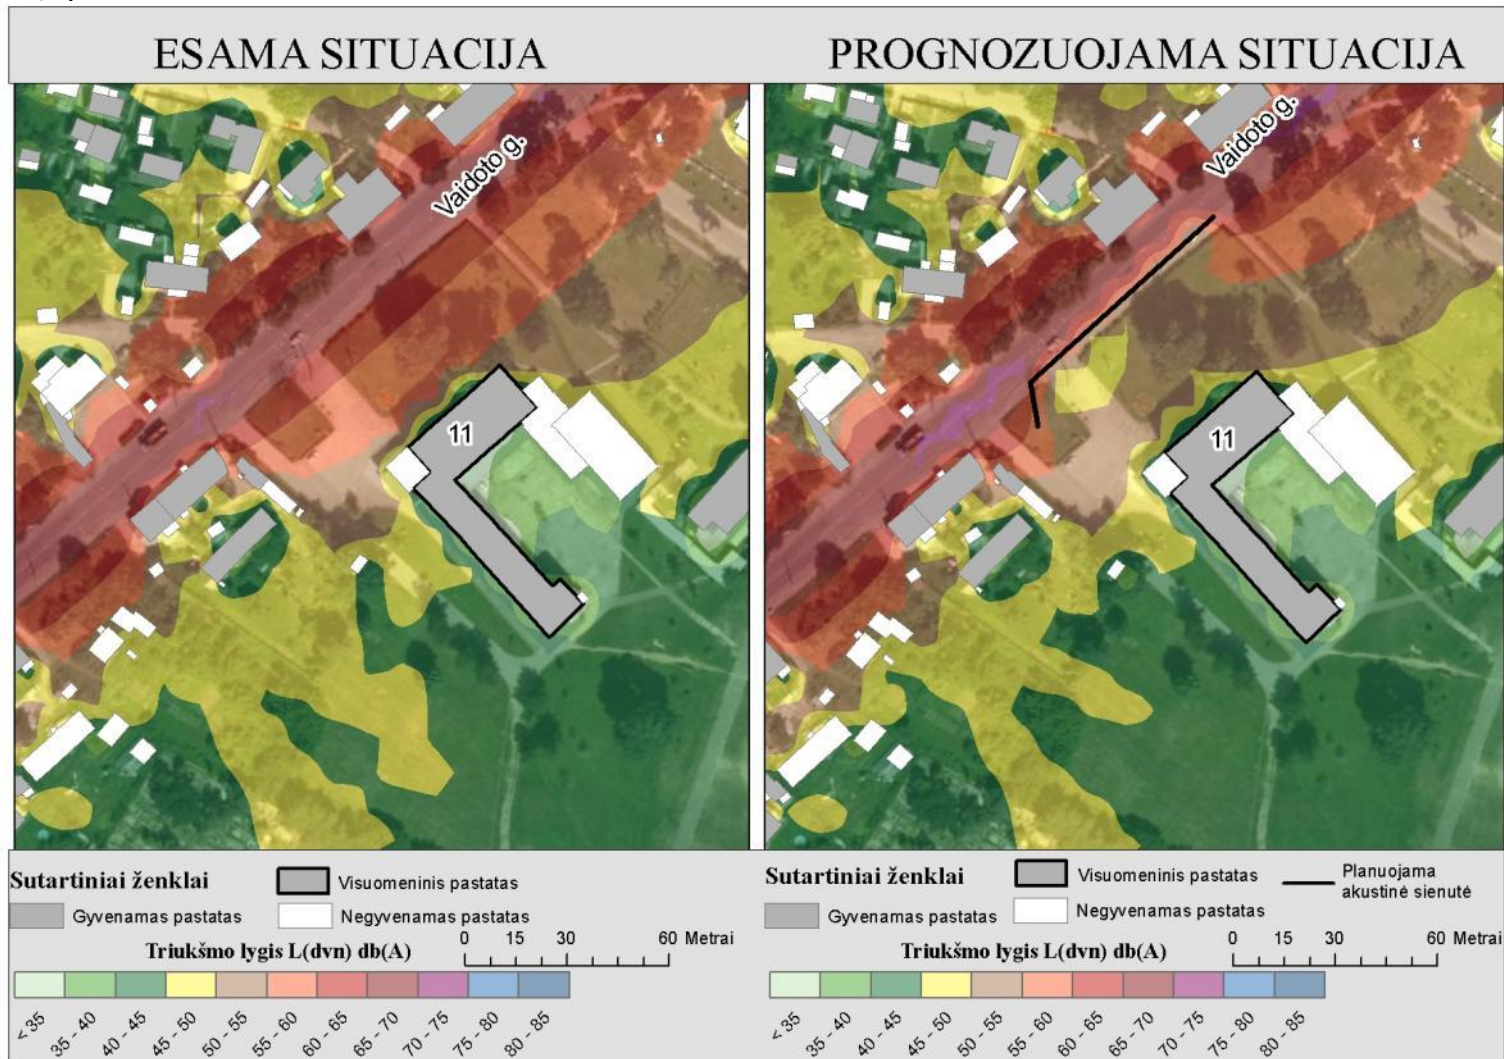 ESAMA SITUACIJA
PROGNOZUOJAMA SITUACIJA
Vaidoto g.
11
Vaidoto g.
11
Sutartiniai ženklai
Visuomeninis pastatas
Gyvenamas pastatas
Negyvenamas pastatas
Triukšmo lygis L(dvn) db(A)
0 15 30 60 Metrai
< 35 35 - 40 40 - 45 45 - 50 50 - 55 55 - 60 60 - 65 65 - 70 70 - 75 75 - 80 80 - 85
Sutartiniai ženklai
Visuomeninis pastatas
Planuojama
akustinė sienutė
Gyvenamas pastatas
Negyvenamas pastatas
Triukšmo lygis L(dvn) db(A)
0 15 30 60 Metrai
< 35 35 - 40 40 - 45 45 - 50 50 - 55 55 - 60 60 - 65 65 - 70 70 - 75 75 - 80 80 - 85